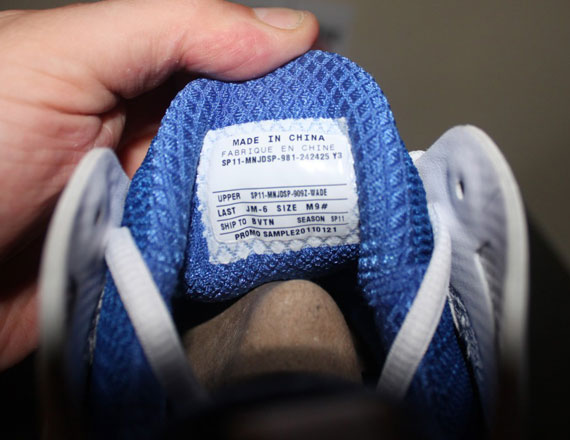 MADE IN CHINA
FABRIQUE EN CHINE
SP11-MNJDSP-981-242425 Y3
UPPER SP11-MNJDSP-909Z-WADE
LAST JM-6 SIZE M9#
SHIP TO BVTN SEASON SP11
PROMO SAMPLE20110121